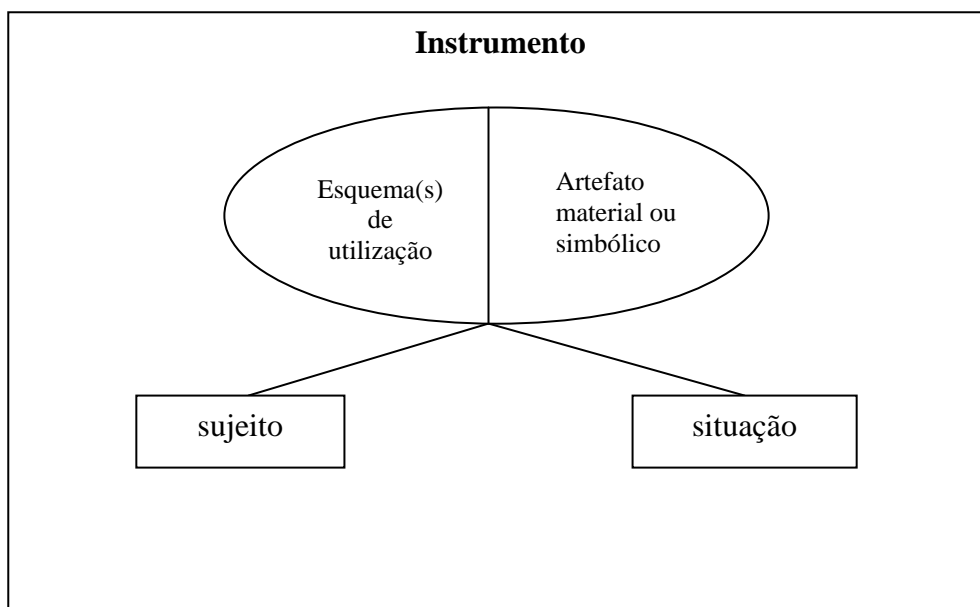 Instrumento
Esquema(s)
de
utilização
Artefato
material ou
simbólico
sujeito
situação